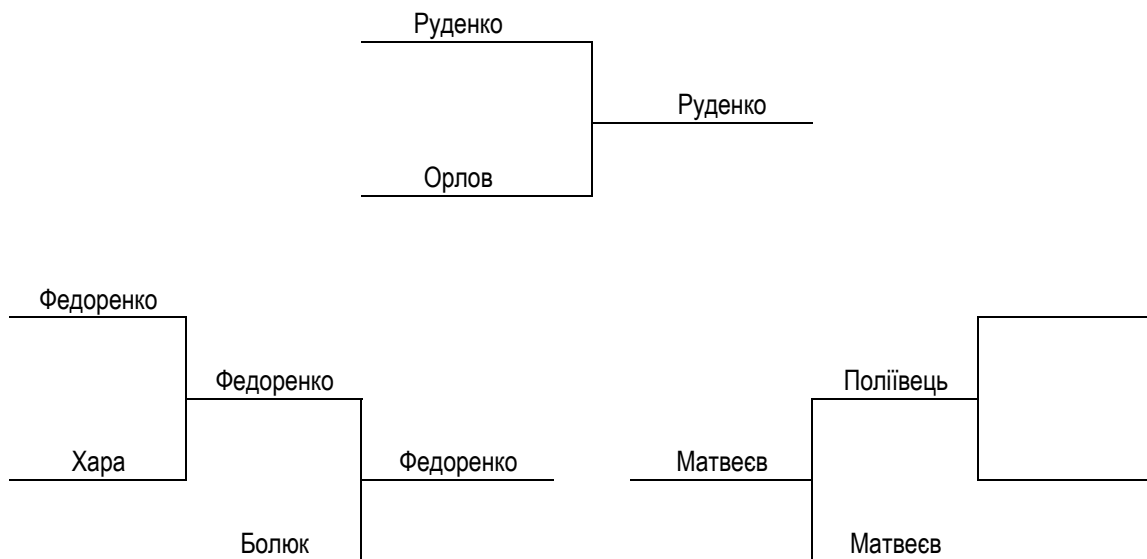 Руденко
Руденко
Орлов
Федоренко
Федоренко
Поліївець
Хара
Федоренко
Матвеєв
Болюк
Матвеєв